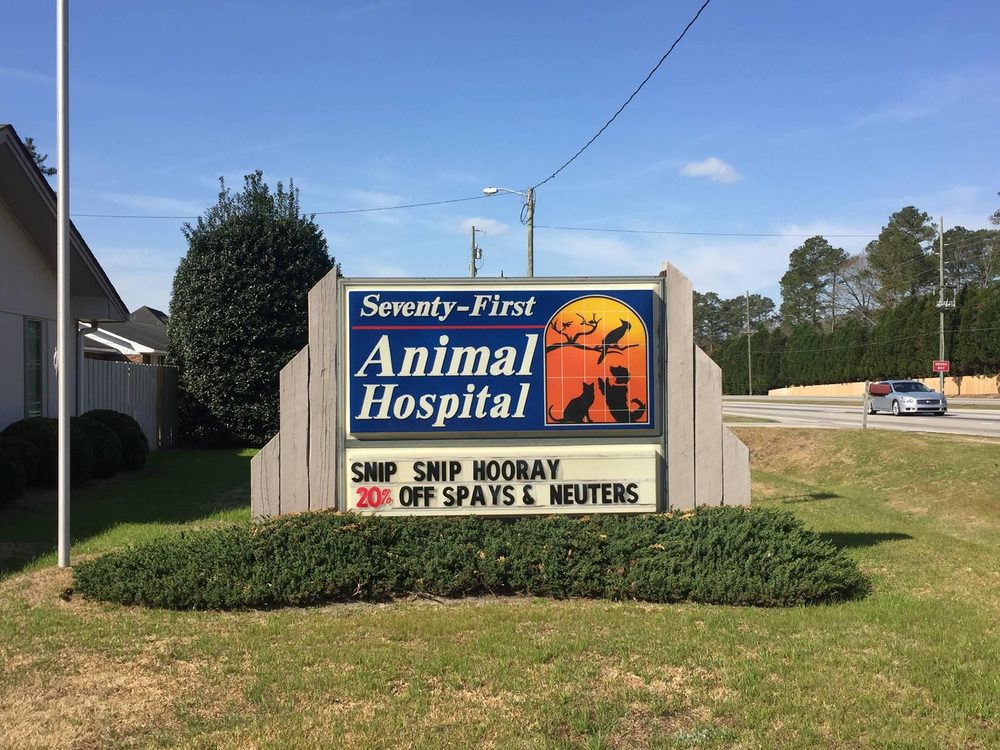 Seventy-First
Animal
Hospital
SNIP SNIP HOORAY
20% OFF SPAYS & NEUTERS